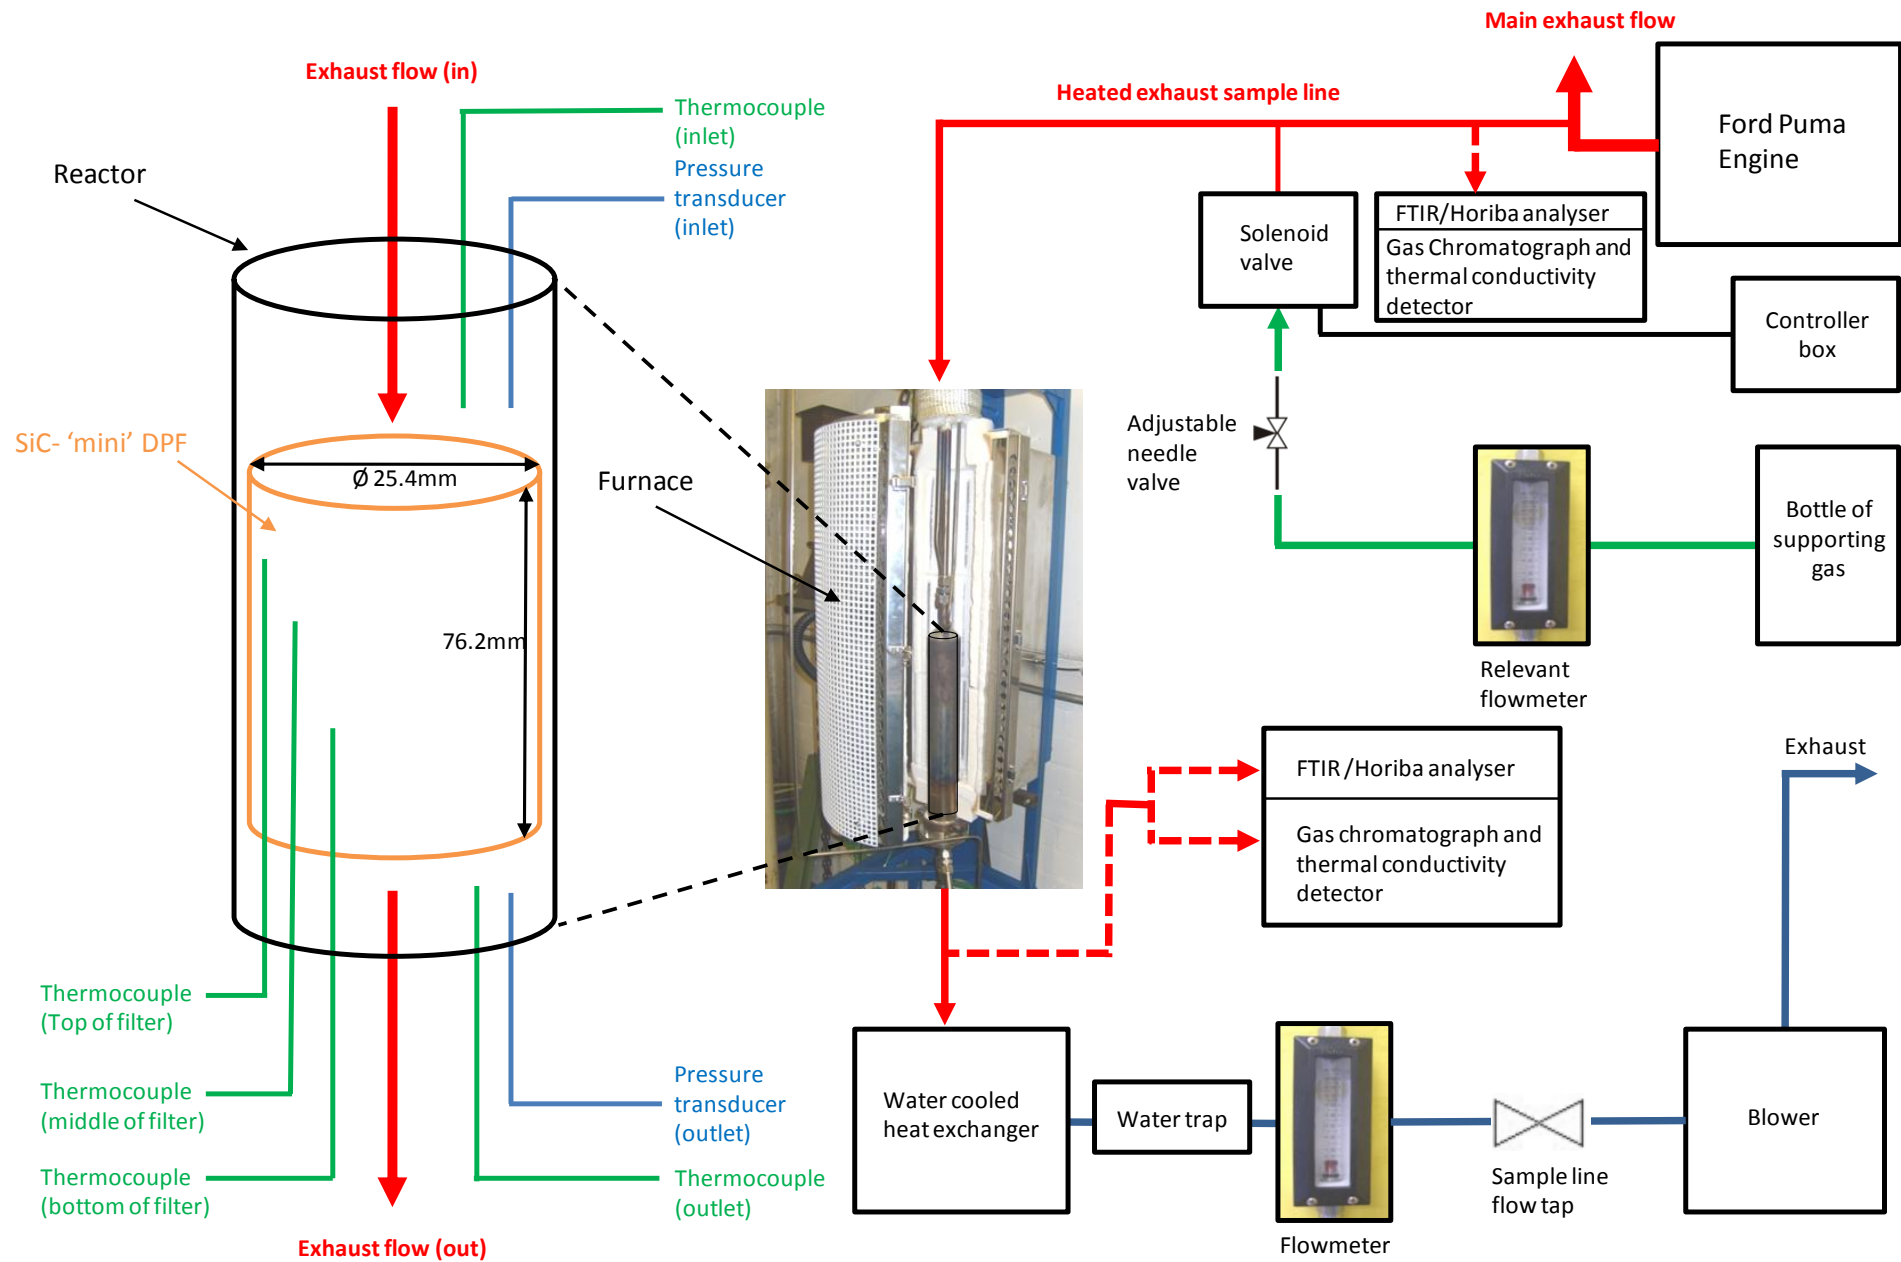 Main exhaust flow
Exhaust flow (in)
Heated exhaust sample line
Thermocouple
(inlet)
Ford Puma
Engine
Reactor
Pressure
transducer
(inlet)
FTIR/Horiba analyser
Gas Chromatograph and
thermal conductivity
detector
Solenoid
valve
Controller
box
SiC- ‘mini’ DPF
Ø 25.4mm
Furnace
Adjustable
needle
valve
Bottle of
supporting
gas
76.2mm
Relevant
flowmeter
FTIR /Horiba analyser
Gas chromatograph and
thermal conductivity
detector
Exhaust
Thermocouple
(Top of filter)
Thermocouple
(middle of filter)
Thermocouple
(bottom of filter)
Pressure
transducer
(outlet)
Thermocouple
(outlet)
Exhaust flow (out)
Water cooled
heat exchanger
Water trap
Flowmeter
Sample line
flow tap
Blower